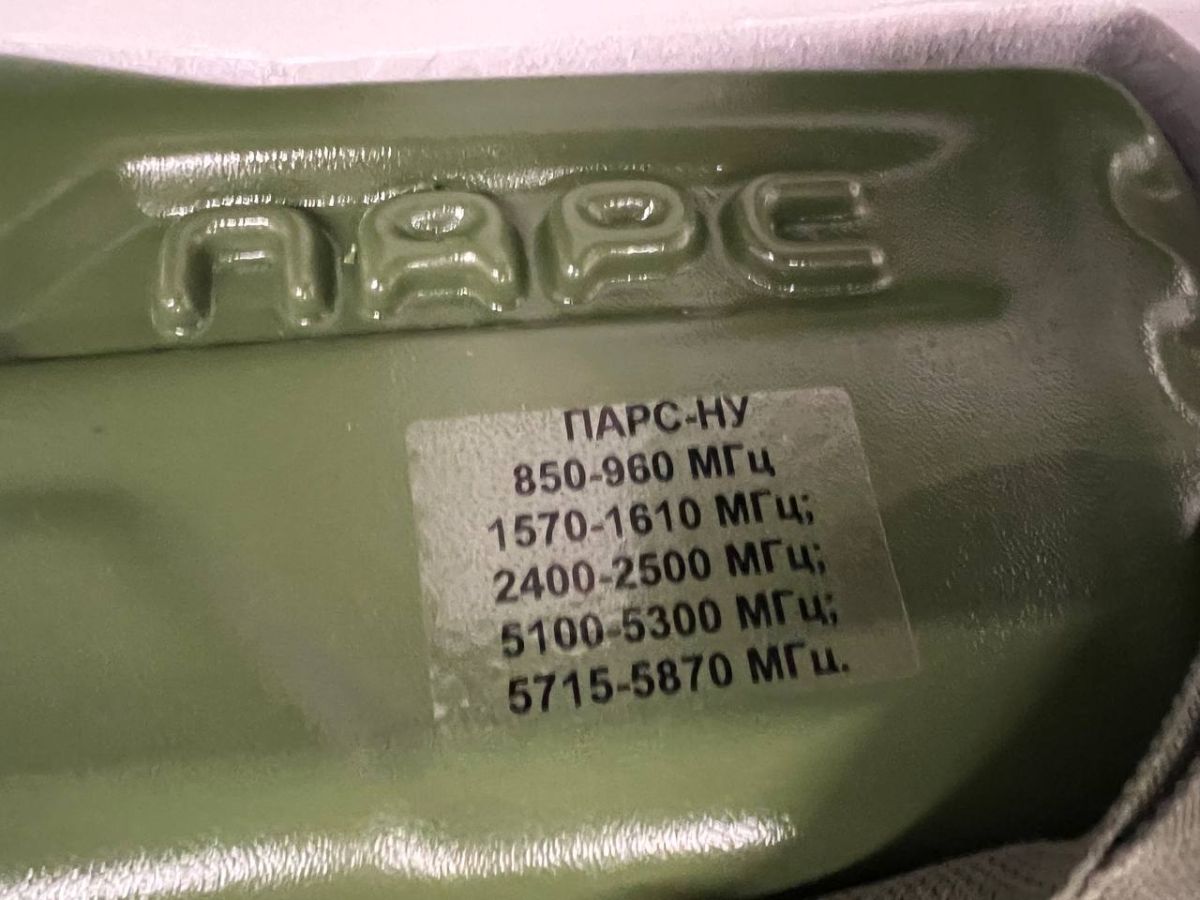 ПАРС
ПАРС-НУ
850-960 МГц
1570-1610 МГц;
2400-2500 МГц;
5100-5300 МГц;
5715-5870 МГц.